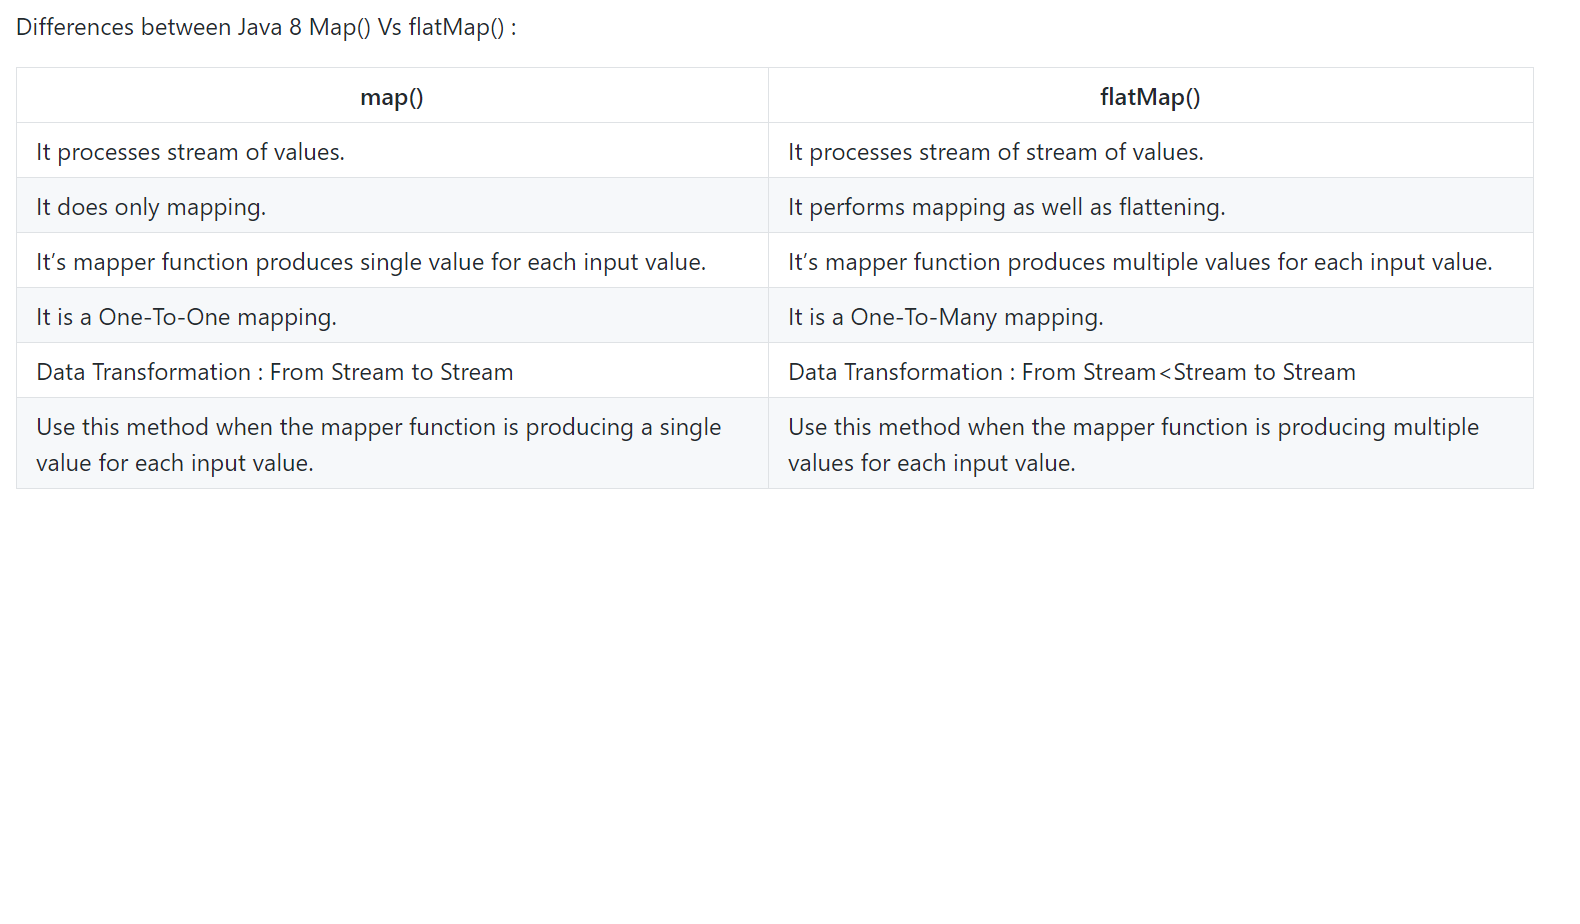 Differences between Java 8 Map() Vs flatMap() :
map()
flatMap()
It processes stream of values.
It processes stream of stream of values.
It does only mapping.
It performs mapping as well as flattening.
It’s mapper function produces single value for each input value.
It’s mapper function produces multiple values for each input value.
It is a One-To-One mapping.
It is a One-To-Many mapping.
Data Transformation : From Stream to Stream
Data Transformation : From Stream<Stream to Stream
Use this method when the mapper function is producing a single
value for each input value.
Use this method when the mapper function is producing multiple
values for each input value.